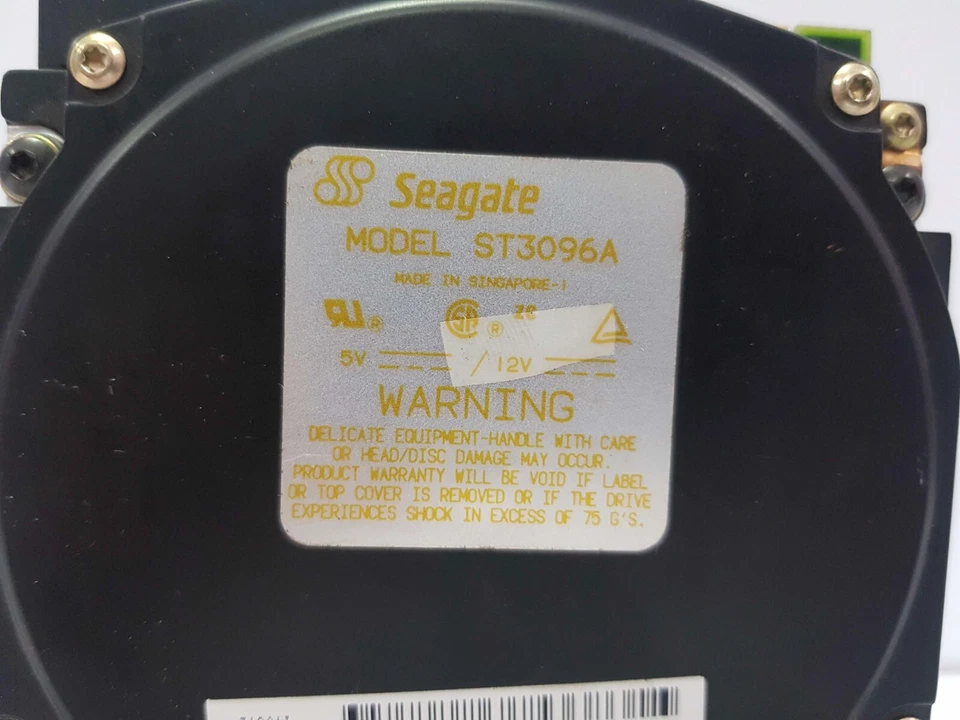 Seagate
MODEL ST3096A
MADE IN SINGAPORE-1
5V / 12V
WARNING
DELICATE EQUIPMENT-HANDLE WITH CARE
OR HEAD/DISC DAMAGE MAY OCCUR.
PRODUCT WARRANTY WILL BE VOID IF LABEL
OR TOP COVER IS REMOVED OR IF THE DRIVE
EXPERIENCES SHOCK IN EXCESS OF 75 G'S.